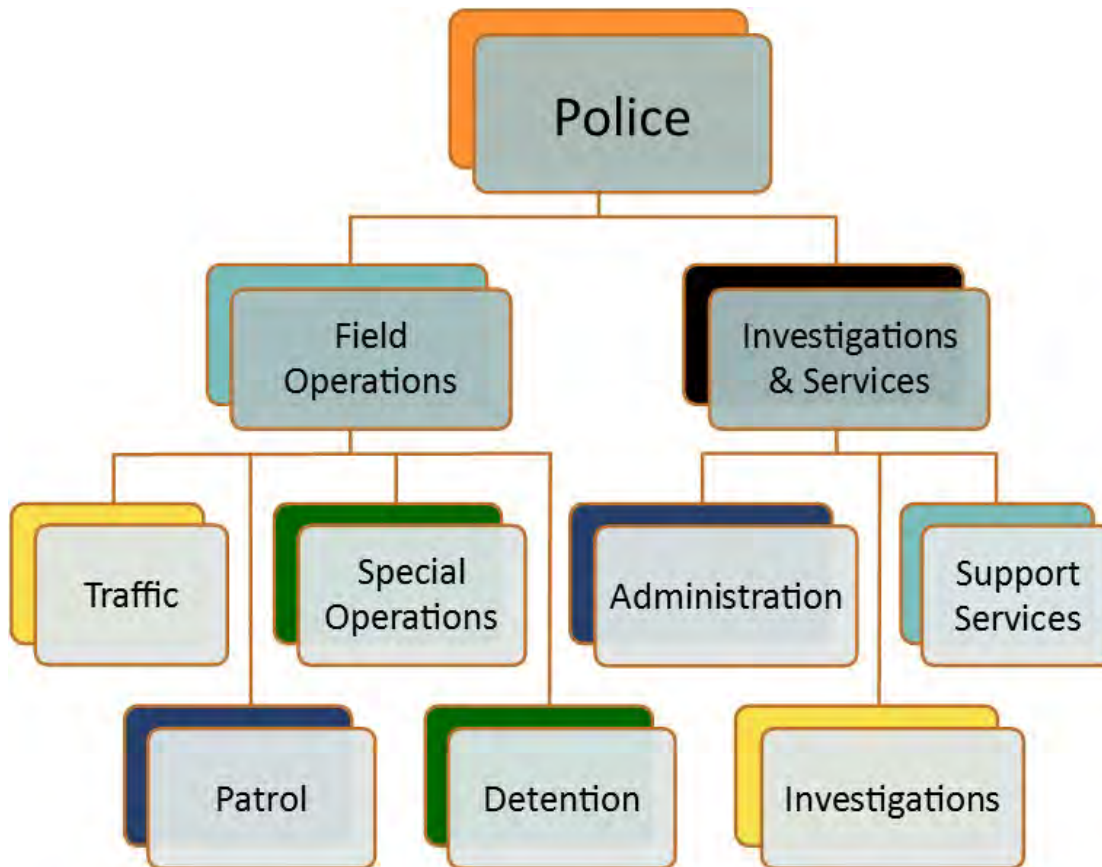 Police
Field
Operations
Investigations
& Services
Traffic
Special
Operations
Administration
Support
Services
Patrol
Detention
Investigations